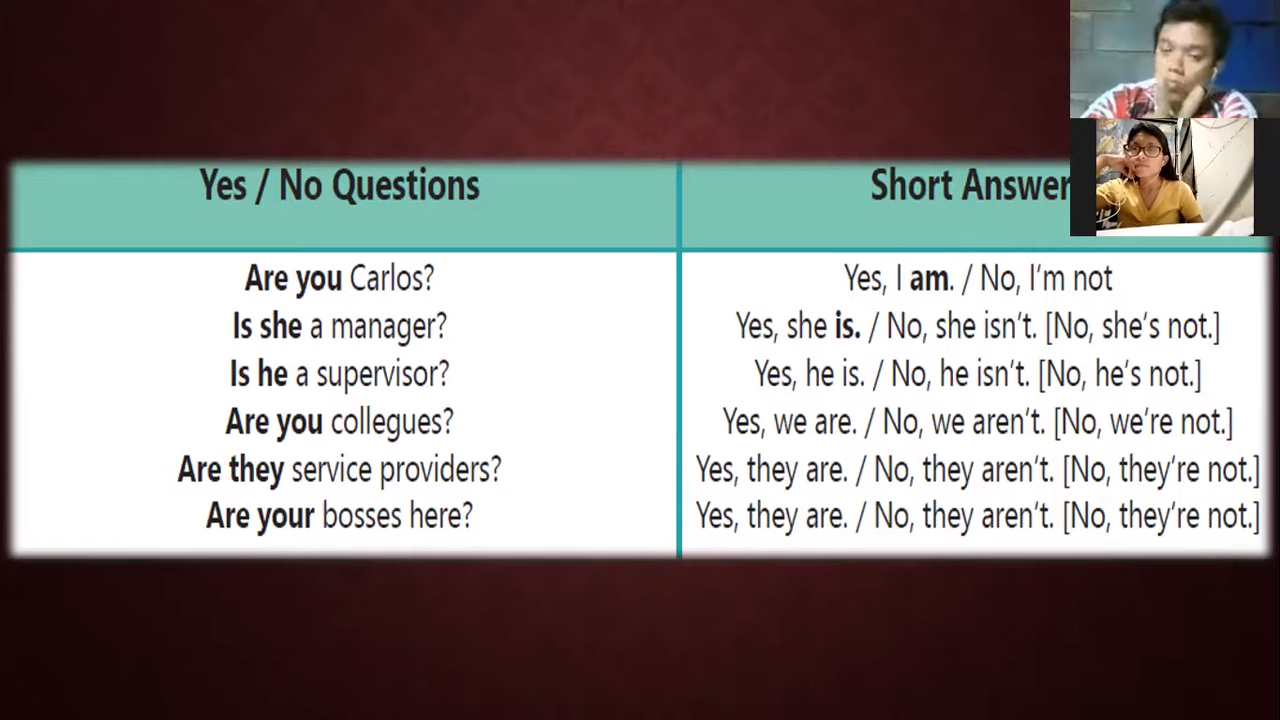 Yes / No Questions
Short Answer
Are you Carlos?
Yes, I am. / No, I'm not
Is she a manager?
Yes, she is. / No, she isn't. [No, she's not.]
Is he a supervisor?
Yes, he is. / No, he isn't. [No, he's not.]
Are you collegues?
Yes, we are. / No, we aren't. [No, we're not.]
Are they service providers?
Yes, they are. / No, they aren't. [No, they're not.]
Are your bosses here?
Yes, they are. / No, they aren't. [No, they're not.]